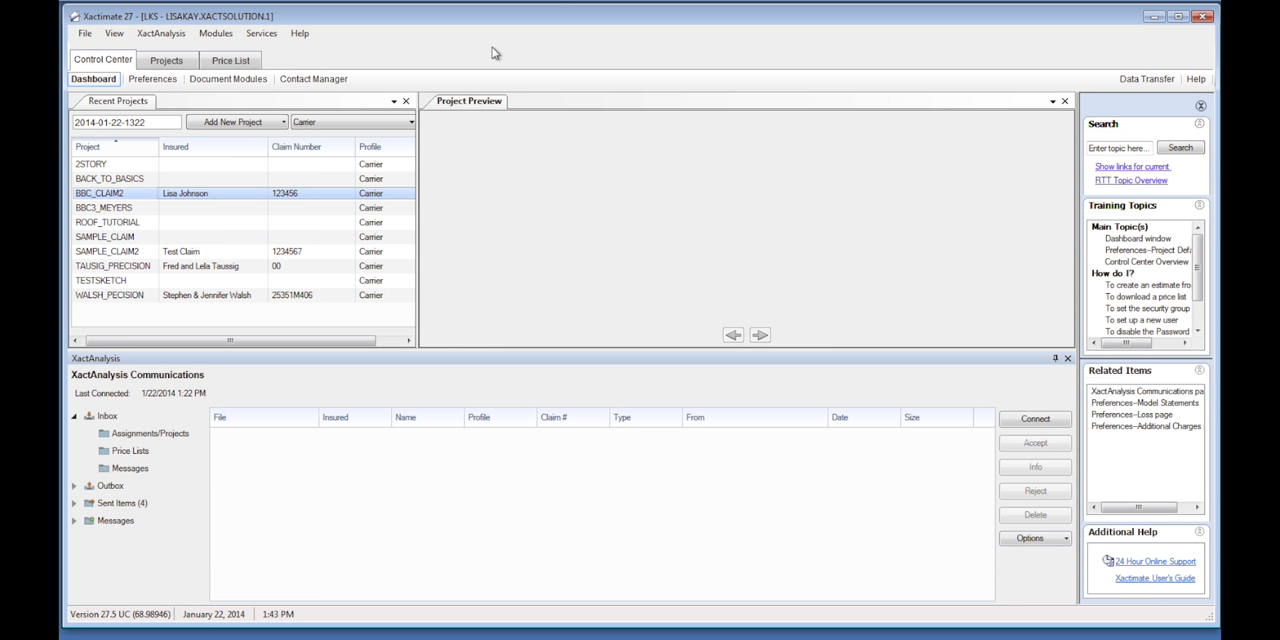 Xactimate 27 - [LKS - LISAKAY.XACTSOLUTION.1]
File View XactAnalysis Modules Services Help
Control Center Projects Price List
Dashboard Preferences Document Modules Contact Manager Data Transfer Help
Recent Projects
2014-01-22-1322 Add New Project Carrier
Project Insured Claim Number Profile
2STORY Carrier
BACK_TO_BASICS Carrier
BBC_CLAIM2 Lisa Johnson 123456 Carrier
BBC3_MEYERS Carrier
ROOF_TUTORIAL Carrier
SAMPLE_CLAIM Carrier
SAMPLE_CLAIM2 Test Claim 1234567 Carrier
TAUSIG_PRECISION Fred and Lela Taussig 00 Carrier
TESTSKETCH Carrier
WALSH_PECISION Stephen & Jennifer Walsh 25351M406 Carrier
Project Preview
Search
Enter topic here... Search
Show links for current
RTT Topic Overview
Training Topics
Main Topic(s)
Dashboard window
Preferences–Project Defa
Control Center Overview
How do I?
To create an estimate fro
To download a price list
To set the security group
To set up a new user
To disable the Password
Related Items
XactAnalysis Communications pa
Preferences–Model Statements
Preferences–Loss page
Preferences–Additional Charges
Additional Help
24 Hour Online Support
Xactimate User's Guide
XactAnalysis
XactAnalysis Communications
Last Connected: 1/22/2014 1:22 PM
Inbox
Assignments/Projects
Price Lists
Messages
Outbox
Sent Items (4)
Messages
File Insured Name Profile Claim # Type From Date Size
Connect
Accept
Info
Reject
Delete
Options
Version 27.5 UC (68.98946) January 22, 2014 1:43 PM